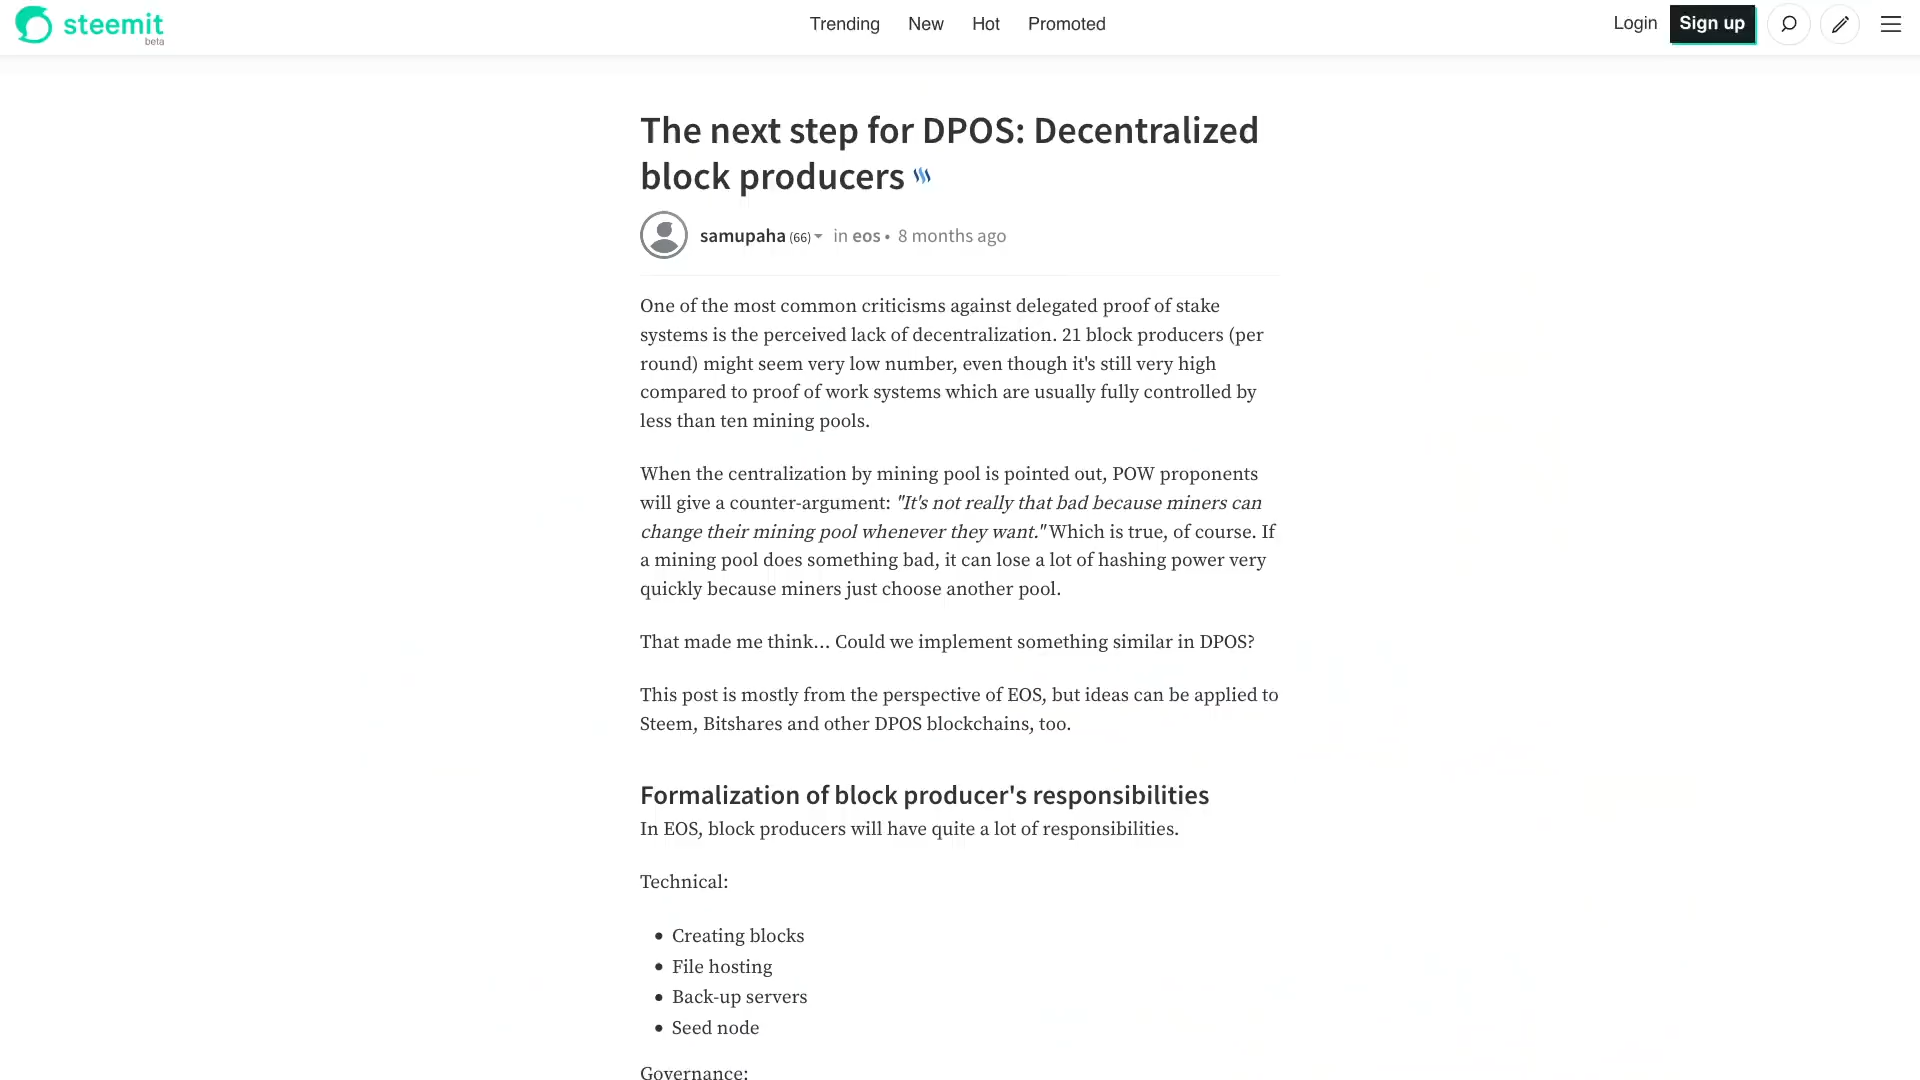 steemit
beta
Trending New Hot Promoted
Login Sign up
The next step for DPOS: Decentralized
block producers
samupaha (66) in eos • 8 months ago
One of the most common criticisms against delegated proof of stake
systems is the perceived lack of decentralization. 21 block producers (per
round) might seem very low number, even though it's still very high
compared to proof of work systems which are usually fully controlled by
less than ten mining pools.
When the centralization by mining pool is pointed out, POW proponents
will give a counter-argument: "It's not really that bad because miners can
change their mining pool whenever they want." Which is true, of course. If
a mining pool does something bad, it can lose a lot of hashing power very
quickly because miners just choose another pool.
That made me think... Could we implement something similar in DPOS?
This post is mostly from the perspective of EOS, but ideas can be applied to
Steem, Bitshares and other DPOS blockchains, too.
Formalization of block producer's responsibilities
In EOS, block producers will have quite a lot of responsibilities.
Technical:
• Creating blocks
• File hosting
• Back-up servers
• Seed node
Governance: